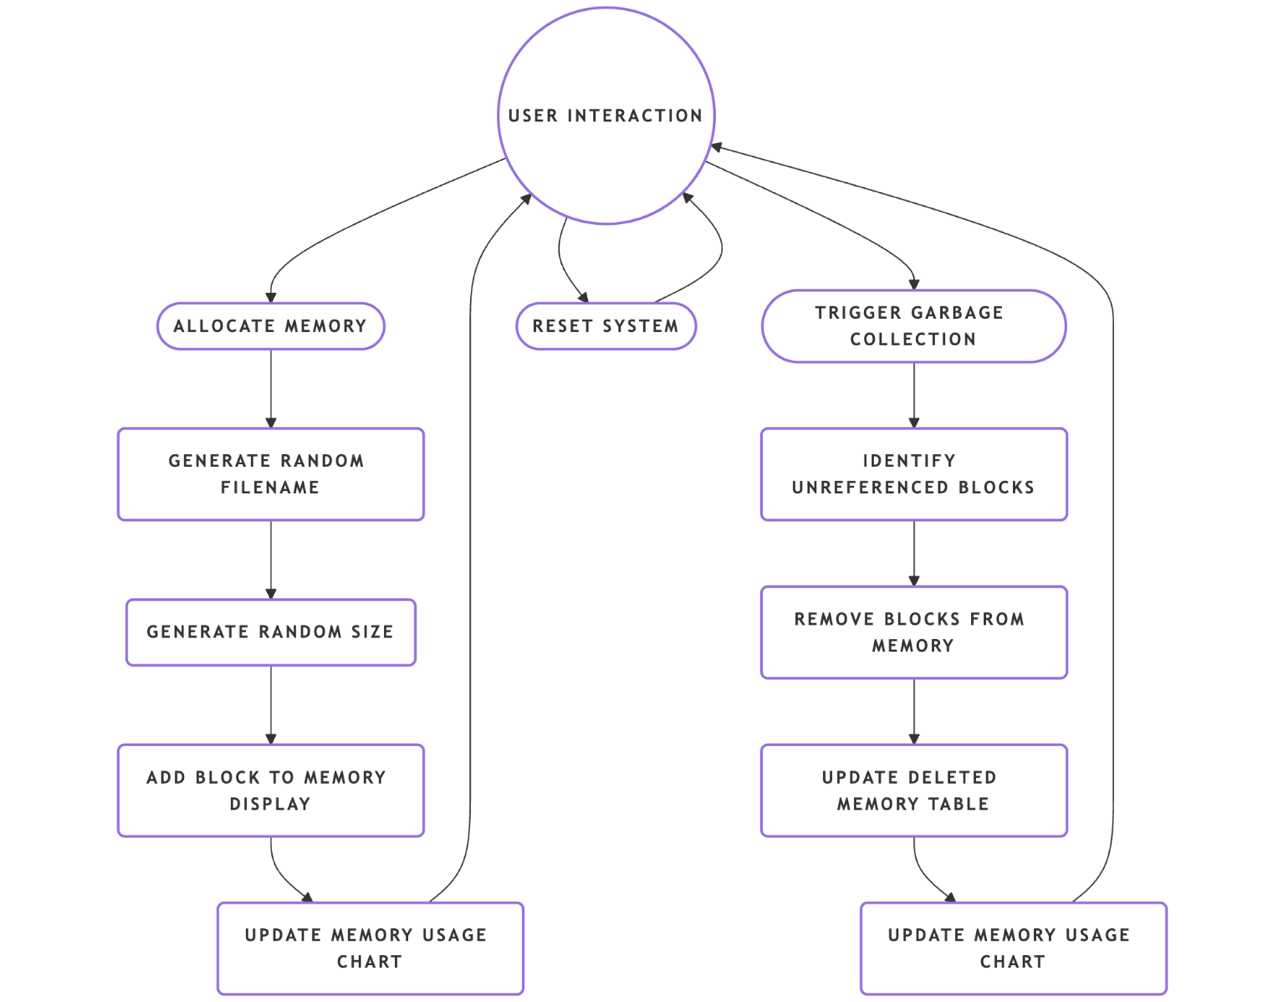 USER INTERACTION
ALLOCATE MEMORY
RESET SYSTEM
TRIGGER GARBAGE
COLLECTION
GENERATE RANDOM
FILENAME
IDENTIFY
UNREFERENCED BLOCKS
GENERATE RANDOM SIZE
REMOVE BLOCKS FROM
MEMORY
ADD BLOCK TO MEMORY
DISPLAY
UPDATE DELETED
MEMORY TABLE
UPDATE MEMORY USAGE
CHART
UPDATE MEMORY USAGE
CHART